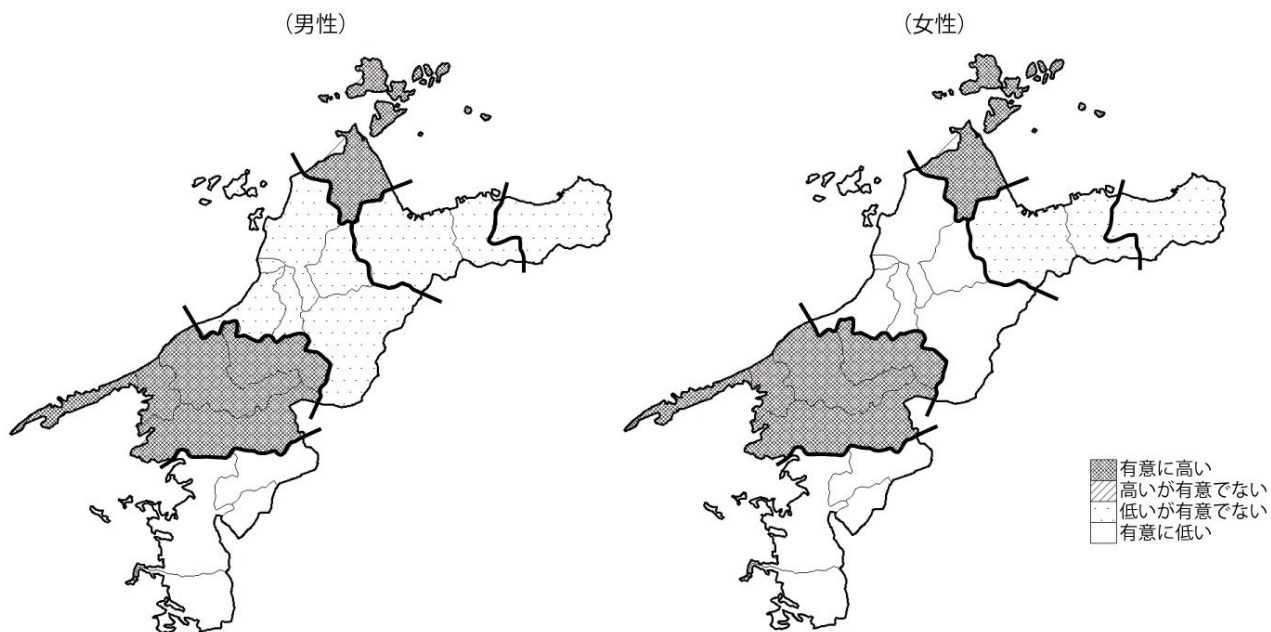 (男性)
(女性)
有意に高い
高いが有意でない
低いが有意でない
有意に低い